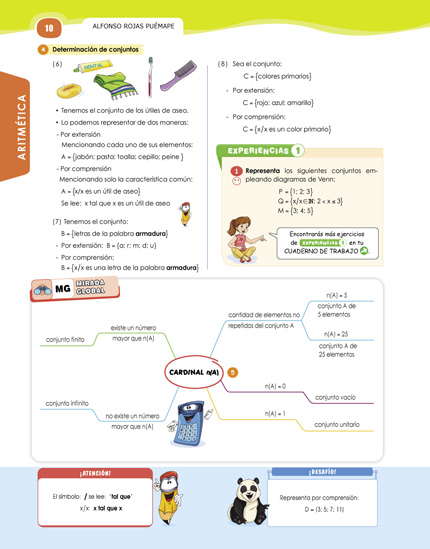 10
ALFONSO ROJAS PUÉMAPE
ARITMÉTICA
4 Determinación de conjuntos
(6)
DENTAL
• Tenemos el conjunto de los útiles de aseo.
• Lo podemos representar de dos maneras:
- Por extensión
Mencionando cada uno de sus elementos:
A = {jabón; pasta; toalla; cepillo; peine }
- Por comprensión
Mencionando solo la característica común:
A = {x/x es un útil de aseo}
Se lee: x tal que x es un útil de aseo
(7) Tenemos el conjunto:
B = {letras de la palabra armadura}
- Por extensión: B = {a; r; m; d; u}
- Por comprensión:
B = {x/x es una letra de la palabra armadura}
(8) Sea el conjunto:
C = {colores primarios}
- Por extensión:
C = {rojo; azul; amarillo}
- Por comprensión:
C = {x/x es un color primario}
EXPERIENCIAS 1
1 Representa los siguientes conjuntos em-
pleando diagramas de Venn:
P = {1; 2; 3}
Q = {x/x∈ℕ; 2 < x ≤ 3}
M = {3; 4; 5}
Encontrarás más ejercicios
de EXPERIENCIAS 1 en tu
CUADERNO DE TRABAJO
MG MIRADA
GLOBAL
conjunto finito
existe un número
mayor que n(A)
conjunto infinito
no existe un número
mayor que n(A)
CARDINAL n(A)
5
cantidad de elementos no
repetidos del conjunto A
n(A) = 5
conjunto A de
5 elementos
n(A) = 25
conjunto A de
25 elementos
n(A) = 0
conjunto vacío
n(A) = 1
conjunto unitario
¡ATENCIÓN!
El símbolo: / se lee: "tal que"
x/x: x tal que x
¡DESAFÍO!
Representa por comprensión:
D = {3; 5; 7; 11}